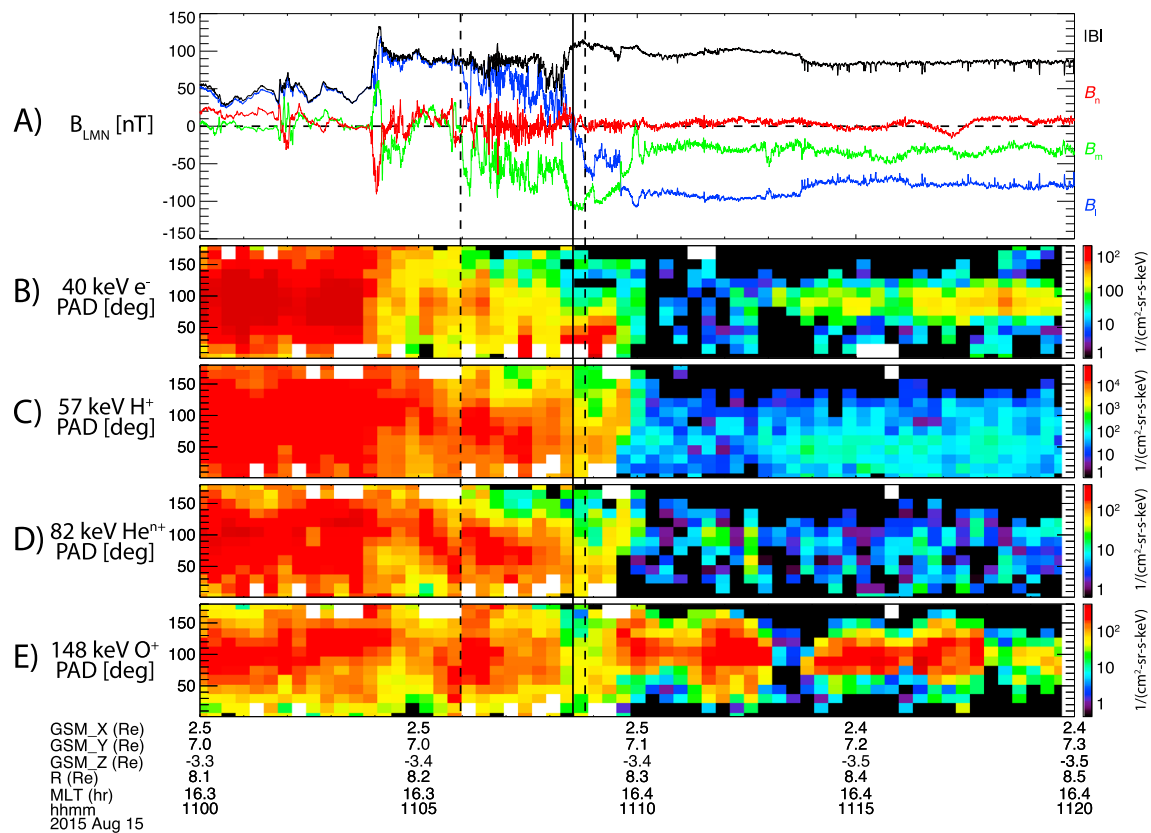 A)
B_LMN [nT]
150
100
50
0
-50
-100
-150
|B|
B_n
B_m
B_l
B)
40 keV e⁻
PAD [deg]
150
100
50
10²
100
10
1
1/(cm²-sr-s-keV)
C)
57 keV H⁺
PAD [deg]
150
100
50
10⁴
10³
10²
10
1
1/(cm²-sr-s-keV)
D)
82 keV Heⁿ⁺
PAD [deg]
150
100
50
10²
10
1
1/(cm²-sr-s-keV)
E)
148 keV O⁺
PAD [deg]
150
100
50
10²
10
1
1/(cm²-sr-s-keV)
GSM_X (Re) 2.5 2.5 2.5 2.4 2.4
GSM_Y (Re) 7.0 7.0 7.1 7.2 7.3
GSM_Z (Re) -3.3 -3.4 -3.4 -3.5 -3.5
R (Re) 8.1 8.2 8.3 8.4 8.5
MLT (hr) 16.3 16.3 16.4 16.4 16.4
hhmm 1100 1105 1110 1115 1120
2015 Aug 15